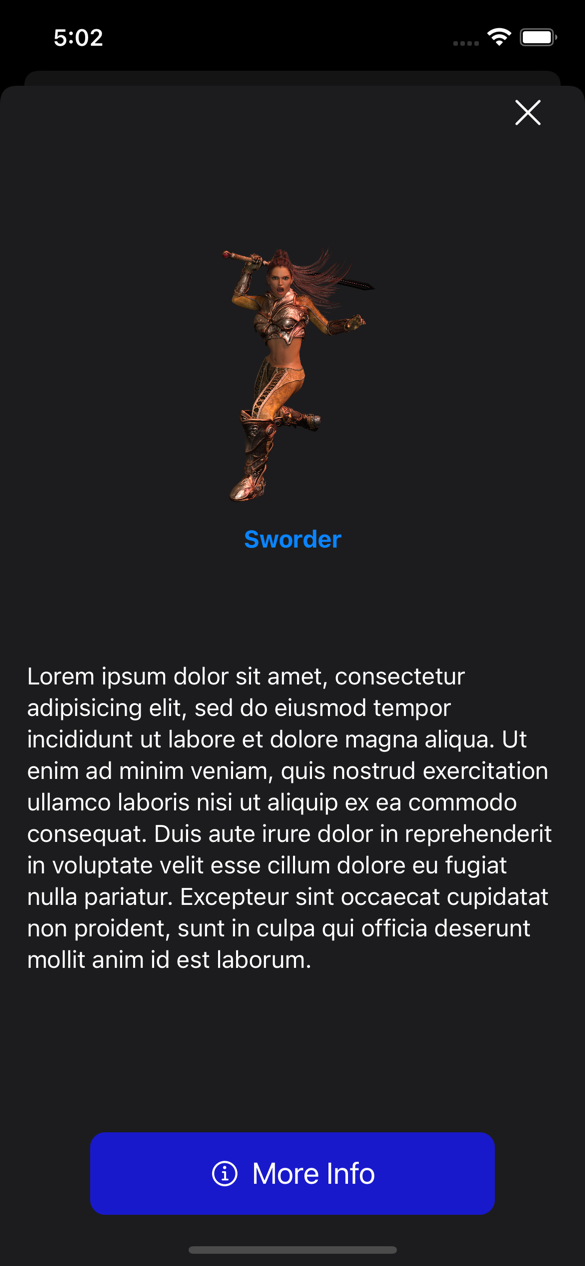 5:02
Sworder
Lorem ipsum dolor sit amet, consectetur
adipisicing elit, sed do eiusmod tempor
incididunt ut labore et dolore magna aliqua. Ut
enim ad minim veniam, quis nostrud exercitation
ullamco laboris nisi ut aliquip ex ea commodo
consequat. Duis aute irure dolor in reprehenderit
in voluptate velit esse cillum dolore eu fugiat
nulla pariatur. Excepteur sint occaecat cupidatat
non proident, sunt in culpa qui officia deserunt
mollit anim id est laborum.
More Info